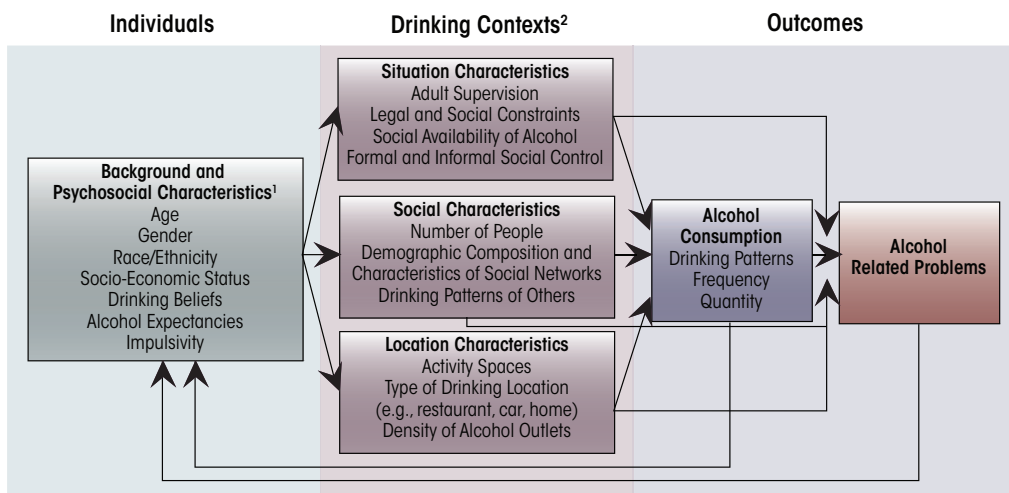 Individuals
Drinking Contexts²
Outcomes
Background and
Psychosocial Characteristics¹
Age
Gender
Race/Ethnicity
Socio-Economic Status
Drinking Beliefs
Alcohol Expectancies
Impulsivity
Situation Characteristics
Adult Supervision
Legal and Social Constraints
Social Availability of Alcohol
Formal and Informal Social Control
Social Characteristics
Number of People
Demographic Composition and
Characteristics of Social Networks
Drinking Patterns of Others
Location Characteristics
Activity Spaces
Type of Drinking Location
(e.g., restaurant, car, home)
Density of Alcohol Outlets
Alcohol
Consumption
Drinking Patterns
Frequency
Quantity
Alcohol
Related Problems